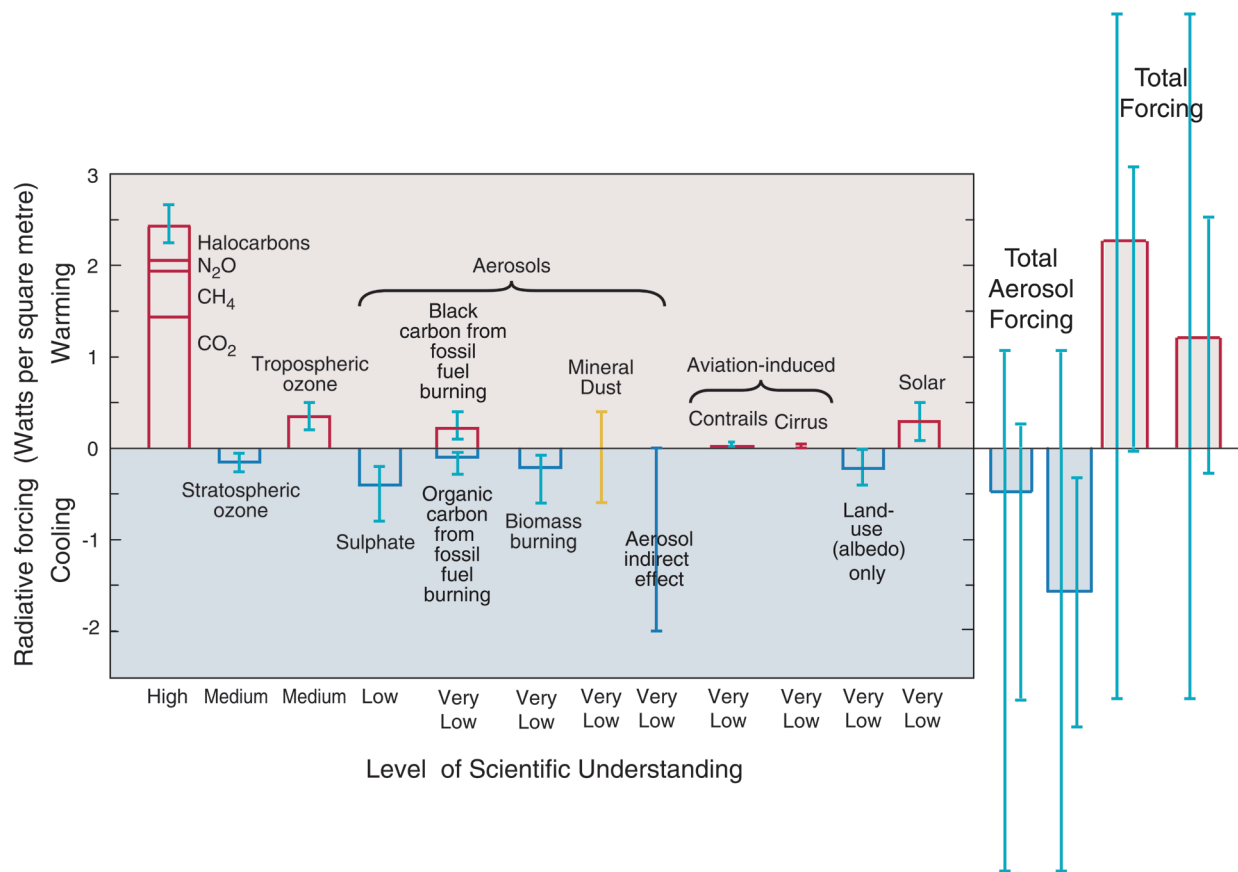 Total
Forcing
Total
Aerosol
Forcing
Radiative forcing (Watts per square metre)
Warming
Cooling
3
2
1
0
-1
-2
Halocarbons
N₂O
CH₄
CO₂
Stratospheric
ozone
Tropospheric
ozone
Aerosols
Sulphate
Black
carbon from
fossil
fuel
burning
Organic
carbon
from
fossil
fuel
burning
Biomass
burning
Mineral
Dust
Aerosol
indirect
effect
Aviation-induced
Contrails
Cirrus
Land-
use
(albedo)
only
Solar
High
Medium
Medium
Low
Very
Low
Very
Low
Very
Low
Very
Low
Very
Low
Very
Low
Very
Low
Very
Low
Level of Scientific Understanding